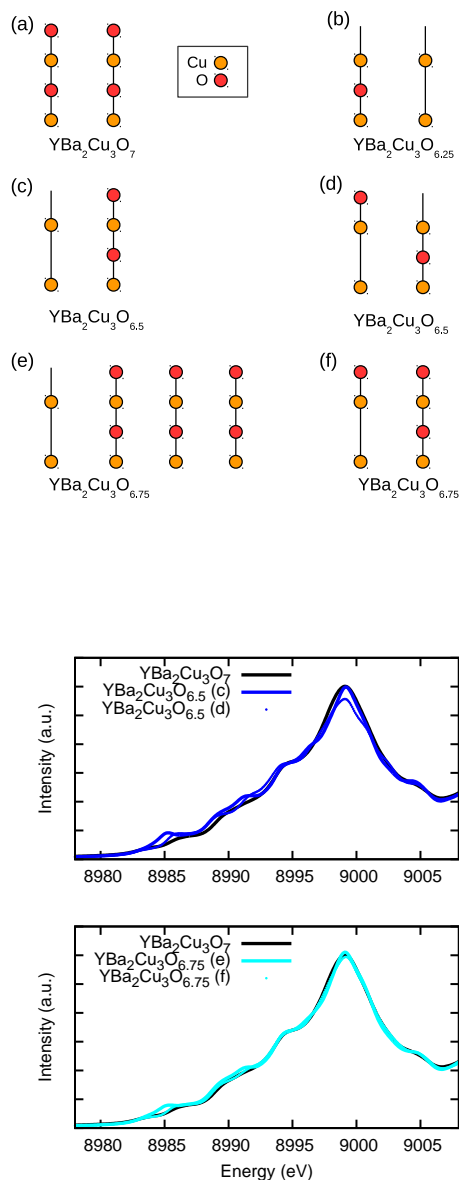 (a)
Cu
O
YBa2Cu3O7
(b)
YBa2Cu3O6.25
(c)
YBa2Cu3O6.5
(d)
YBa2Cu3O6.5
(e)
YBa2Cu3O6.75
(f)
YBa2Cu3O6.75
YBa2Cu3O7
YBa2Cu3O6.5 (c)
YBa2Cu3O6.5 (d)
Intensity (a.u.)
8980 8985 8990 8995 9000 9005
YBa2Cu3O7
YBa2Cu3O6.75 (e)
YBa2Cu3O6.75 (f)
Intensity (a.u.)
8980 8985 8990 8995 9000 9005
Energy (eV)